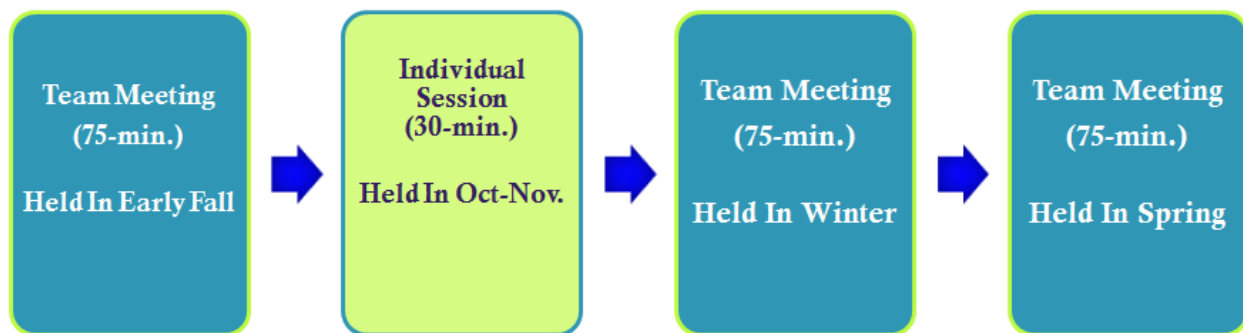 Team Meeting
(75-min.)
Held In Early Fall
Individual
Session
(30-min.)
Held In Oct-Nov.
Team Meeting
(75-min.)
Held In Winter
Team Meeting
(75-min.)
Held In Spring